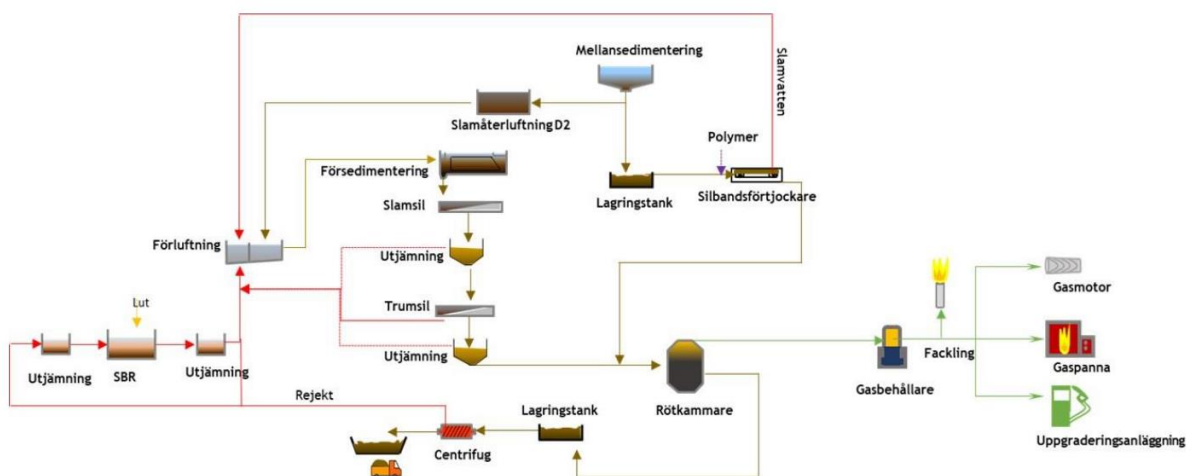 Mellansedimentering
Slamvatten
Slamåterluftning D2
Polymer
Försedimentering
Lagringstank
Silbandsförtjockare
Slamsil
Förluftning
Utjämning
Gasmotor
Lut
Trumsil
Utjämning
Fackling
Gaspanna
Utjämning
SBR
Utjämning
Gasbehållare
Rejekt
Lagringstank
Rötkammare
Uppgraderingsanläggning
Centrifug